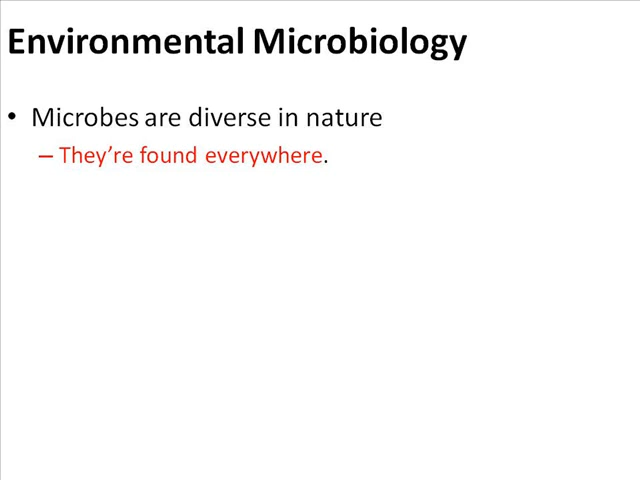 Environmental Microbiology
• Microbes are diverse in nature
– They’re found everywhere.